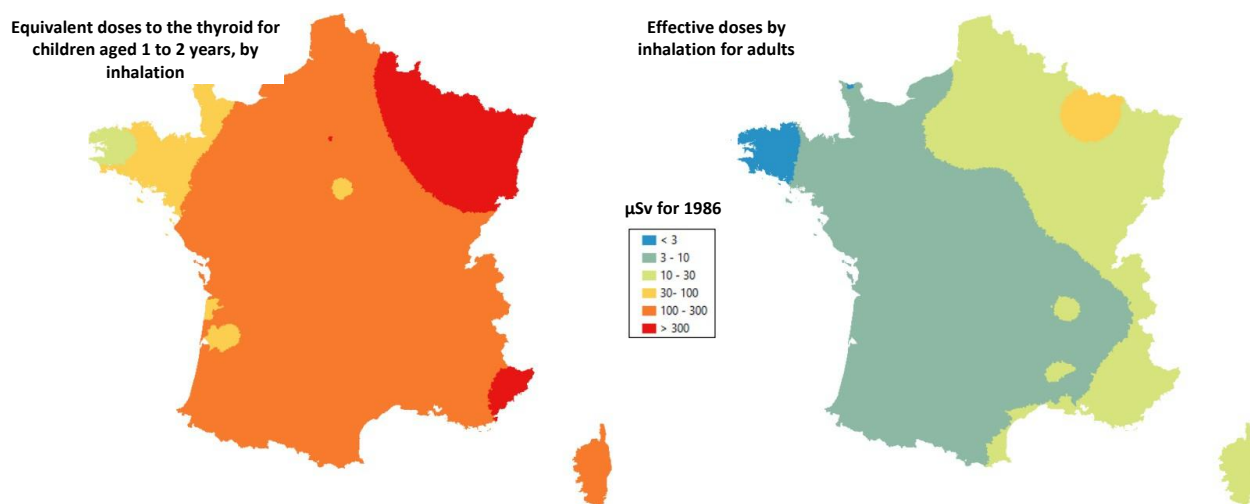 Equivalent doses to the thyroid for
children aged 1 to 2 years, by
inhalation
Effective doses by
inhalation for adults
μSv for 1986
< 3
3 - 10
10 - 30
30- 100
100 - 300
> 300